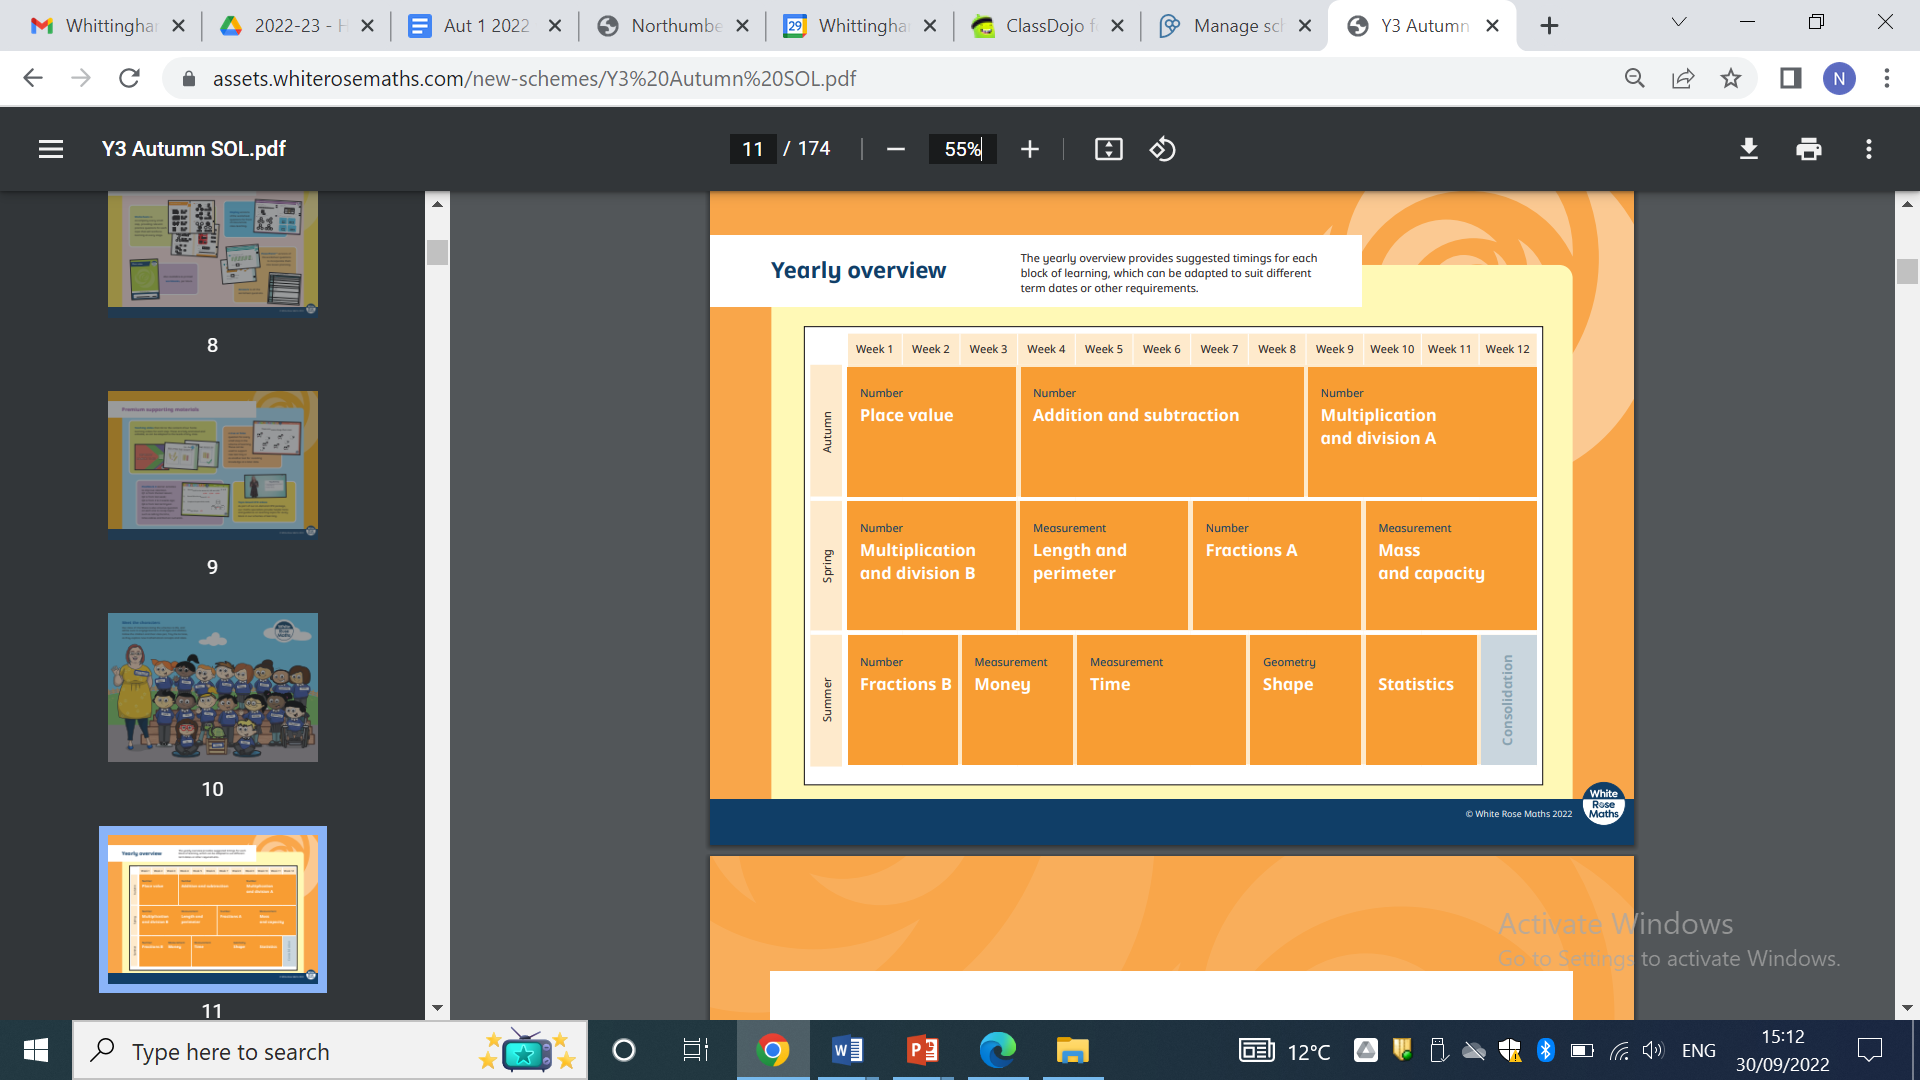 Whittinghar
2022-23 - H
Aut 1 2022
Northumbe
29
Whittinghar
ClassDojo f
Manage sch
Y3 Autumn
assets.whiterosemaths.com/new-schemes/Y3%20Autumn%20SOL.pdf
N
Y3 Autumn SOL.pdf
11 / 174
55%
8
9
10
11
Yearly overview
The yearly overview provides suggested timings for each
block of learning, which can be adapted to suit different
term dates or other requirements.
Week 1 Week 2 Week 3 Week 4 Week 5 Week 6 Week 7 Week 8 Week 9 Week 10 Week 11 Week 12
Autumn
Number
Place value
Number
Addition and subtraction
Number
Multiplication
and division A
Spring
Number
Multiplication
and division B
Measurement
Length and
perimeter
Number
Fractions A
Measurement
Mass
and capacity
Summer
Number
Fractions B
Measurement
Money
Measurement
Time
Geometry
Shape
Statistics
Consolidation
© White Rose Maths 2022
White
Rose
Maths
Activate Windows
Go to Settings to activate Windows.
Type here to search
12°C
ENG
15:12
30/09/2022